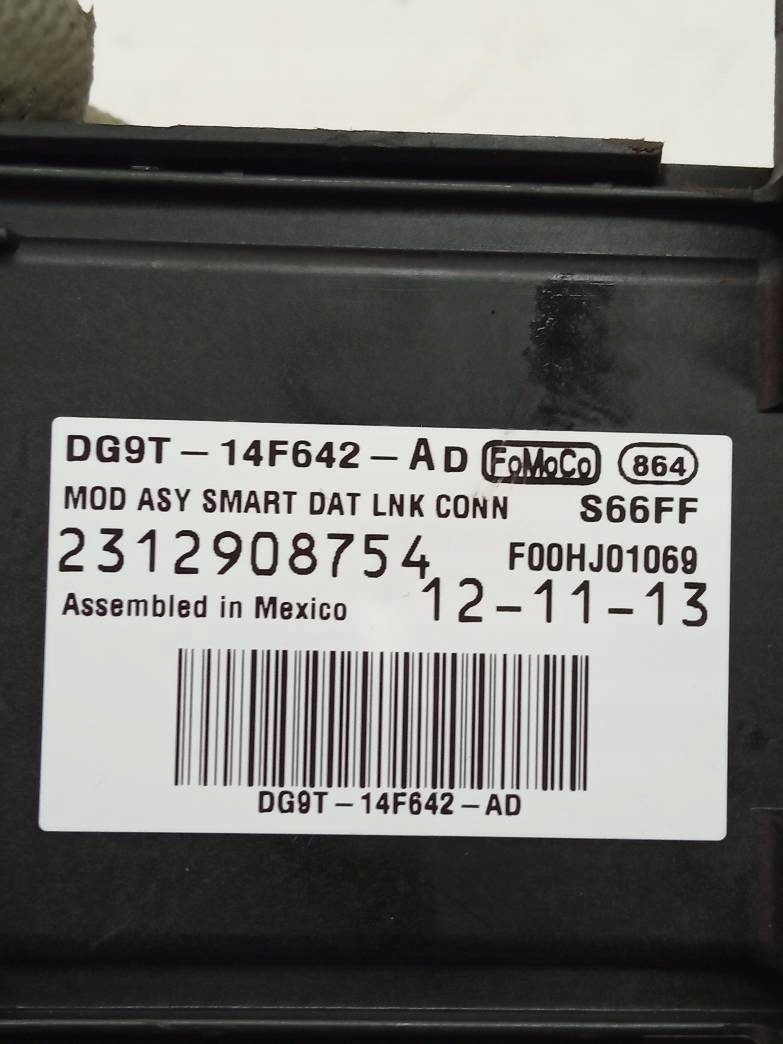 DG9T-14F642-AD FoMoCo 864
MOD ASY SMART DAT LNK CONN S66FF
2312908754 F00HJ01069
Assembled in Mexico 12-11-13
DG9T-14F642-AD